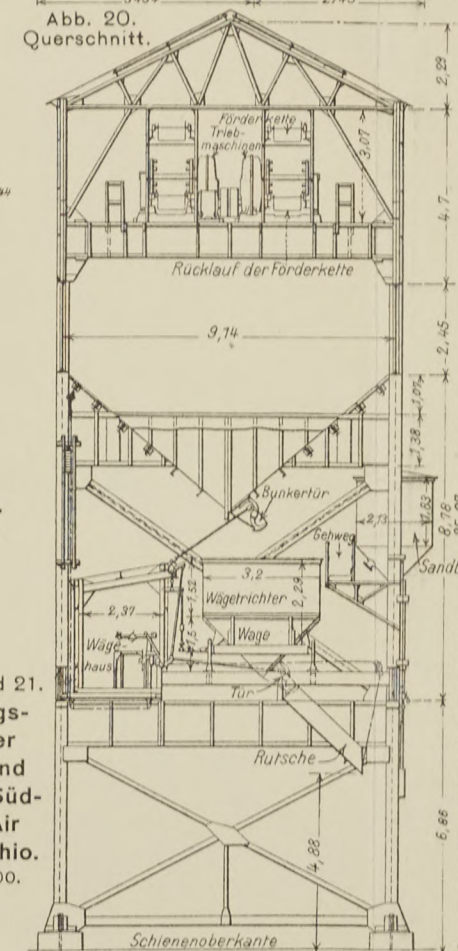 Abb. 20.
Querschnitt.
2,29
Förderkette
Trieb-
maschinen
3,07
4,7
Rücklauf der Förderkette
9,14
2,45
1,07
1,38
Bunkertür
2,13
1,63
8,78
Gehweg
3,2
1,52
2,29
Wägetrichter
2,37
Wäge-
haus
1,5
Wage
Tür
Rutsche
d 21.
gs-
er
nd
Süd-
Air
hio.
00.
4,88
6,86
Schienenoberkante